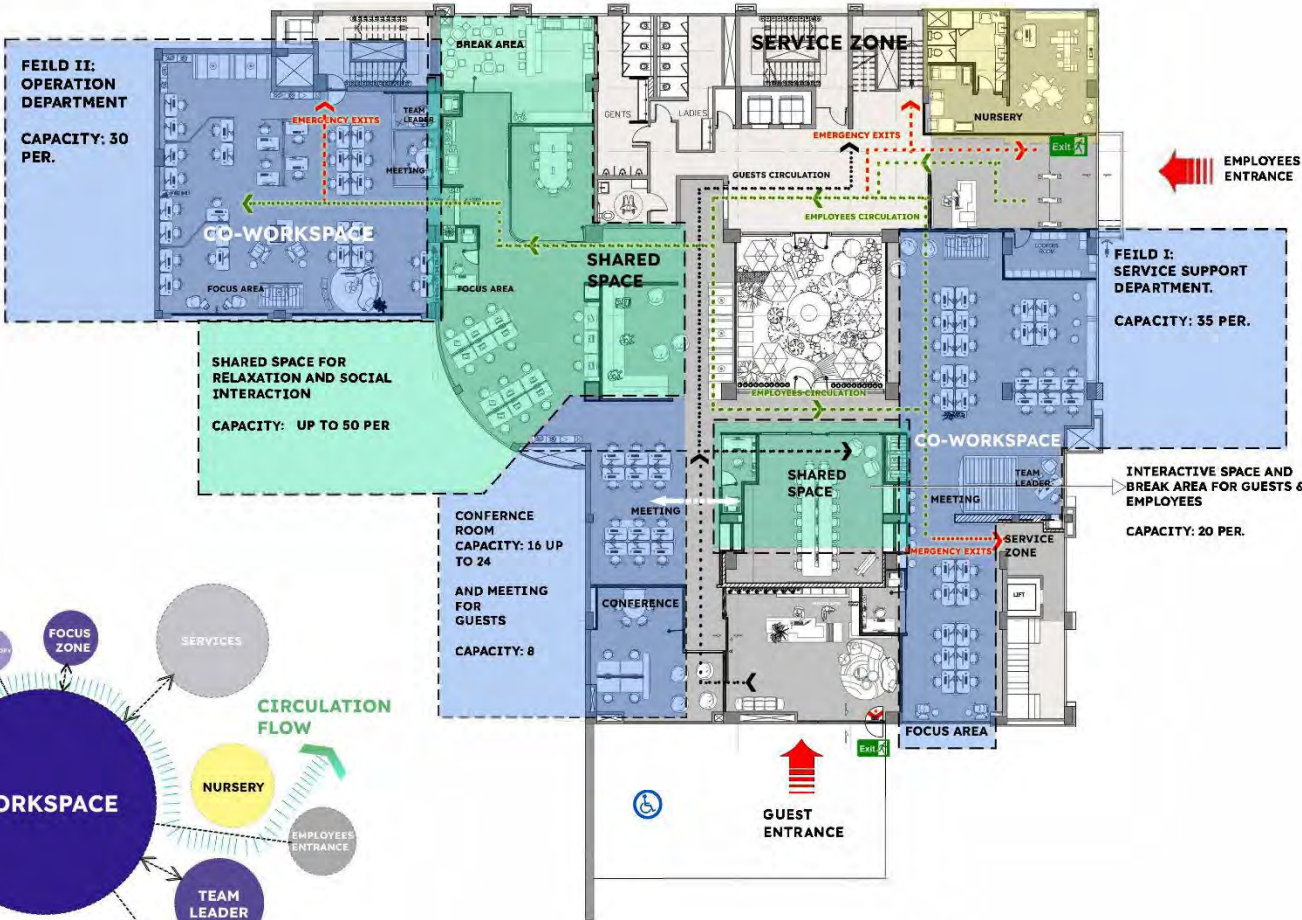 FEILD II:
OPERATION
DEPARTMENT
CAPACITY: 30
PER.
BREAK AREA
SERVICE ZONE
TEAM
LEADER
EMERGENCY EXITS
MEETING
GENTS
LADIES
NURSERY
EMERGENCY EXITS
Exit
EMPLOYEES
ENTRANCE
GUESTS CIRCULATION
EMPLOYEES CIRCULATION
CO-WORKSPACE
FOCUS AREA
SHARED
SPACE
FOCUS AREA
LOCKERS
ROOM
FEILD I:
SERVICE SUPPORT
DEPARTMENT.
CAPACITY: 35 PER.
SHARED SPACE FOR
RELAXATION AND SOCIAL
INTERACTION
CAPACITY: UP TO 50 PER
EMPLOYEES CIRCULATION
CO-WORKSPACE
SHARED
SPACE
TEAM
LEADER
MEETING
INTERACTIVE SPACE AND
BREAK AREA FOR GUESTS &
EMPLOYEES
CAPACITY: 20 PER.
CONFERNCE
ROOM
CAPACITY: 16 UP
TO 24
AND MEETING
FOR
GUESTS
CAPACITY: 8
MEETING
EMERGENCY EXITS
SERVICE
ZONE
LIFT
CONFERENCE
FOCUS AREA
Exit
GUEST
ENTRANCE
FOCUS
ZONE
SERVICES
CIRCULATION
FLOW
NURSERY
ORKSPACE
EMPLOYEES
ENTRANCE
TEAM
LEADER